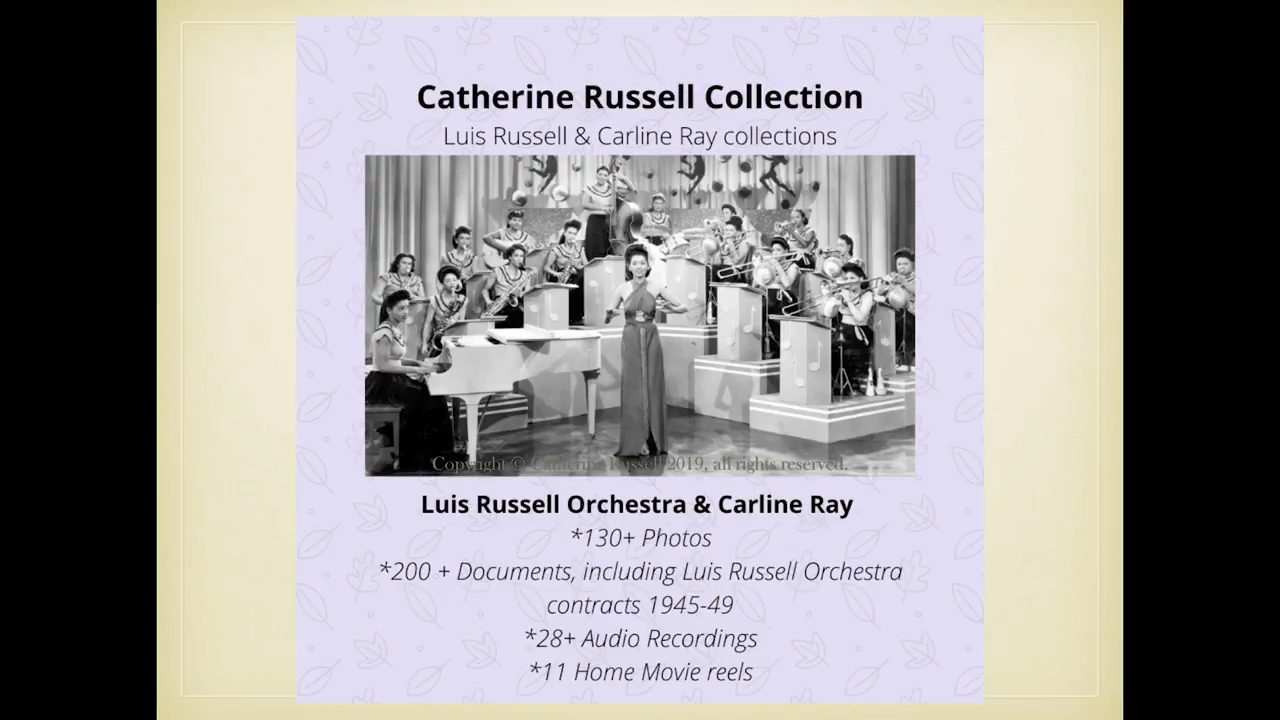 Catherine Russell Collection
Luis Russell & Carline Ray collections
Copyright © Catherine Russell 2019, all rights reserved.
Luis Russell Orchestra & Carline Ray
*130+ Photos
*200 + Documents, including Luis Russell Orchestra
contracts 1945-49
*28+ Audio Recordings
*11 Home Movie reels